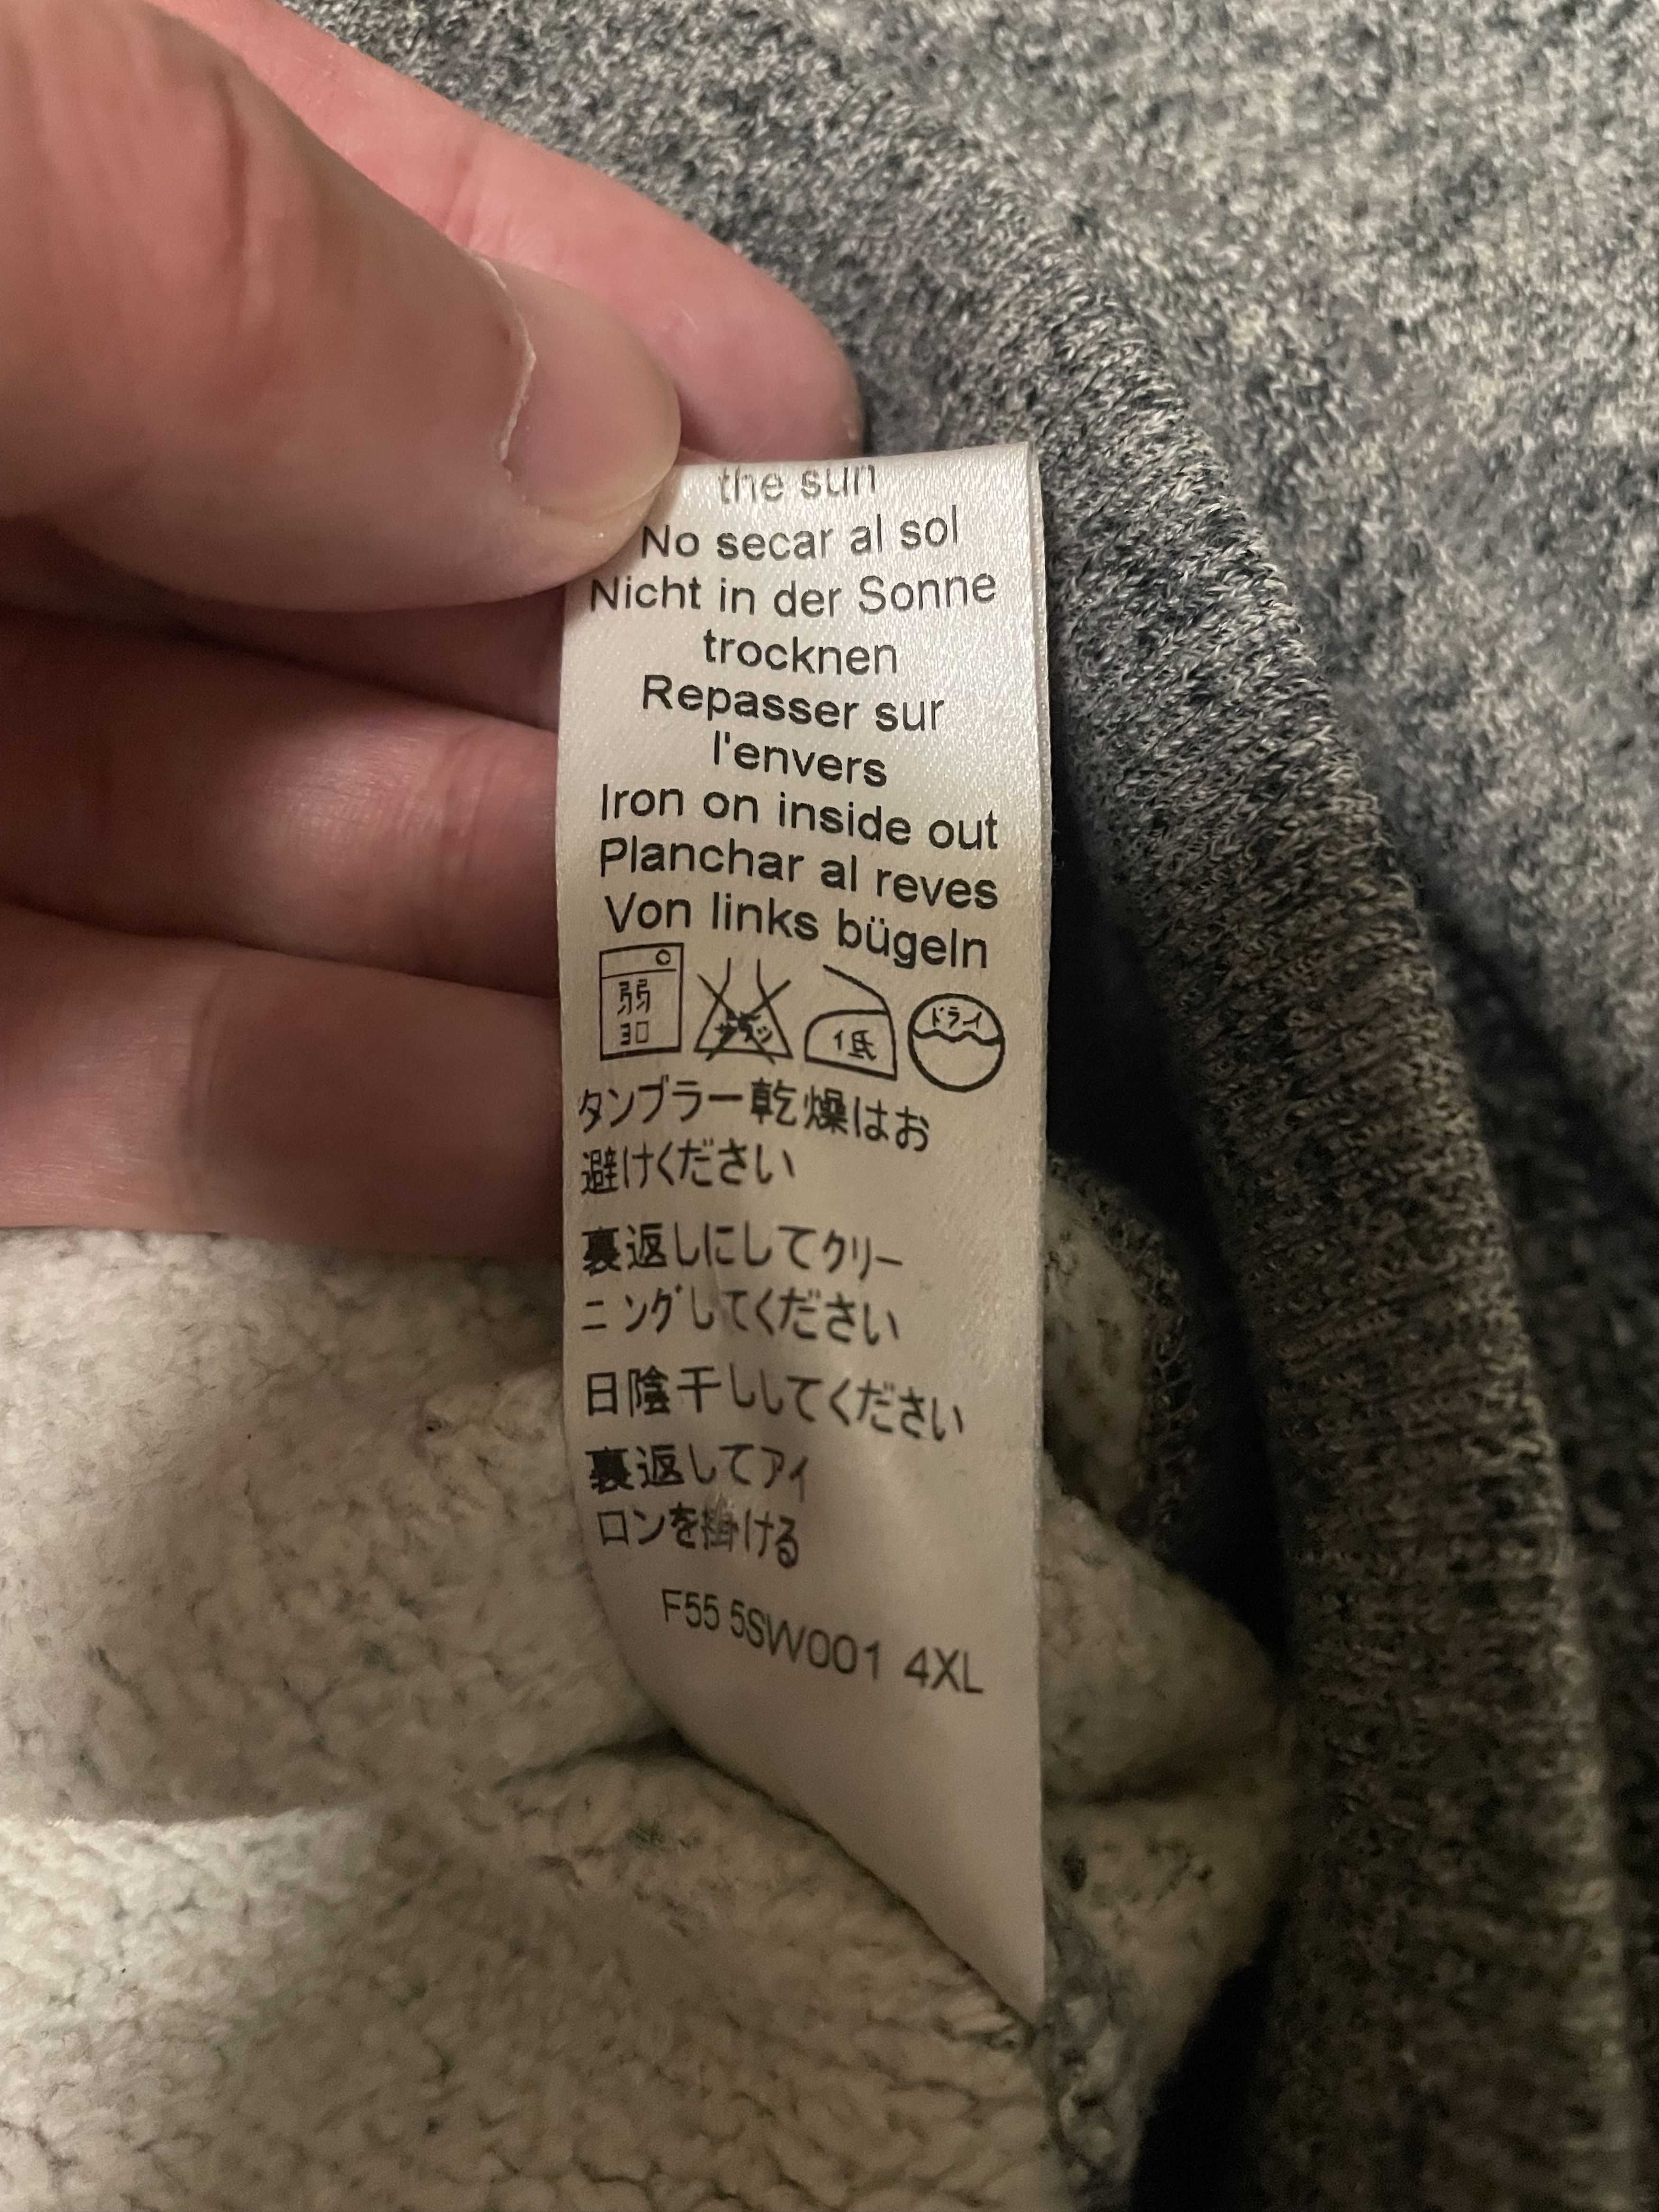 the sun
No secar al sol
Nicht in der Sonne
trocknen
Repasser sur
l'envers
Iron on inside out
Planchar al reves
Von links bügeln
弱
30
低
ドライ
タンブラー乾燥はお
避けください
裏返しにしてクリー
ニングしてください
日陰干ししてください
裏返してアイ
ロンを掛ける
F55 5SW001 4XL